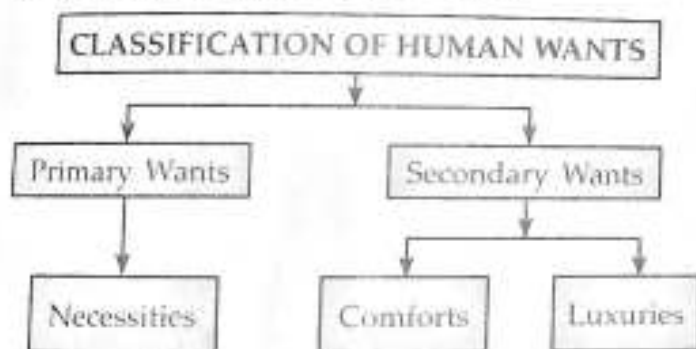 CLASSIFICATION OF HUMAN WANTS
Primary Wants
Secondary Wants
Necessities
Comforts
Luxuries